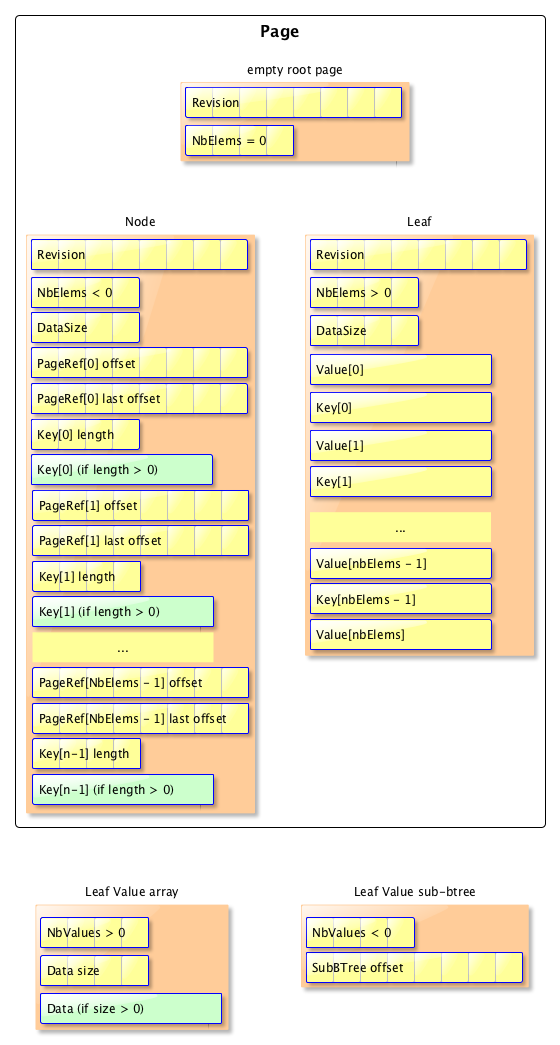 Page
empty root page
Revision
NbElems = 0
Node
Revision
NbElems < 0
DataSize
PageRef[0] offset
PageRef[0] last offset
Key[0] length
Key[0] (if length > 0)
PageRef[1] offset
PageRef[1] last offset
Key[1] length
Key[1] (if length > 0)
...
PageRef[NbElems - 1] offset
PageRef[NbElems - 1] last offset
Key[n-1] length
Key[n-1] (if length > 0)
Leaf
Revision
NbElems > 0
DataSize
Value[0]
Key[0]
Value[1]
Key[1]
...
Value[nbElems - 1]
Key[nbElems - 1]
Value[nbElems]
Leaf Value array
NbValues > 0
Data size
Data (if size > 0)
Leaf Value sub-btree
NbValues < 0
SubBTree offset